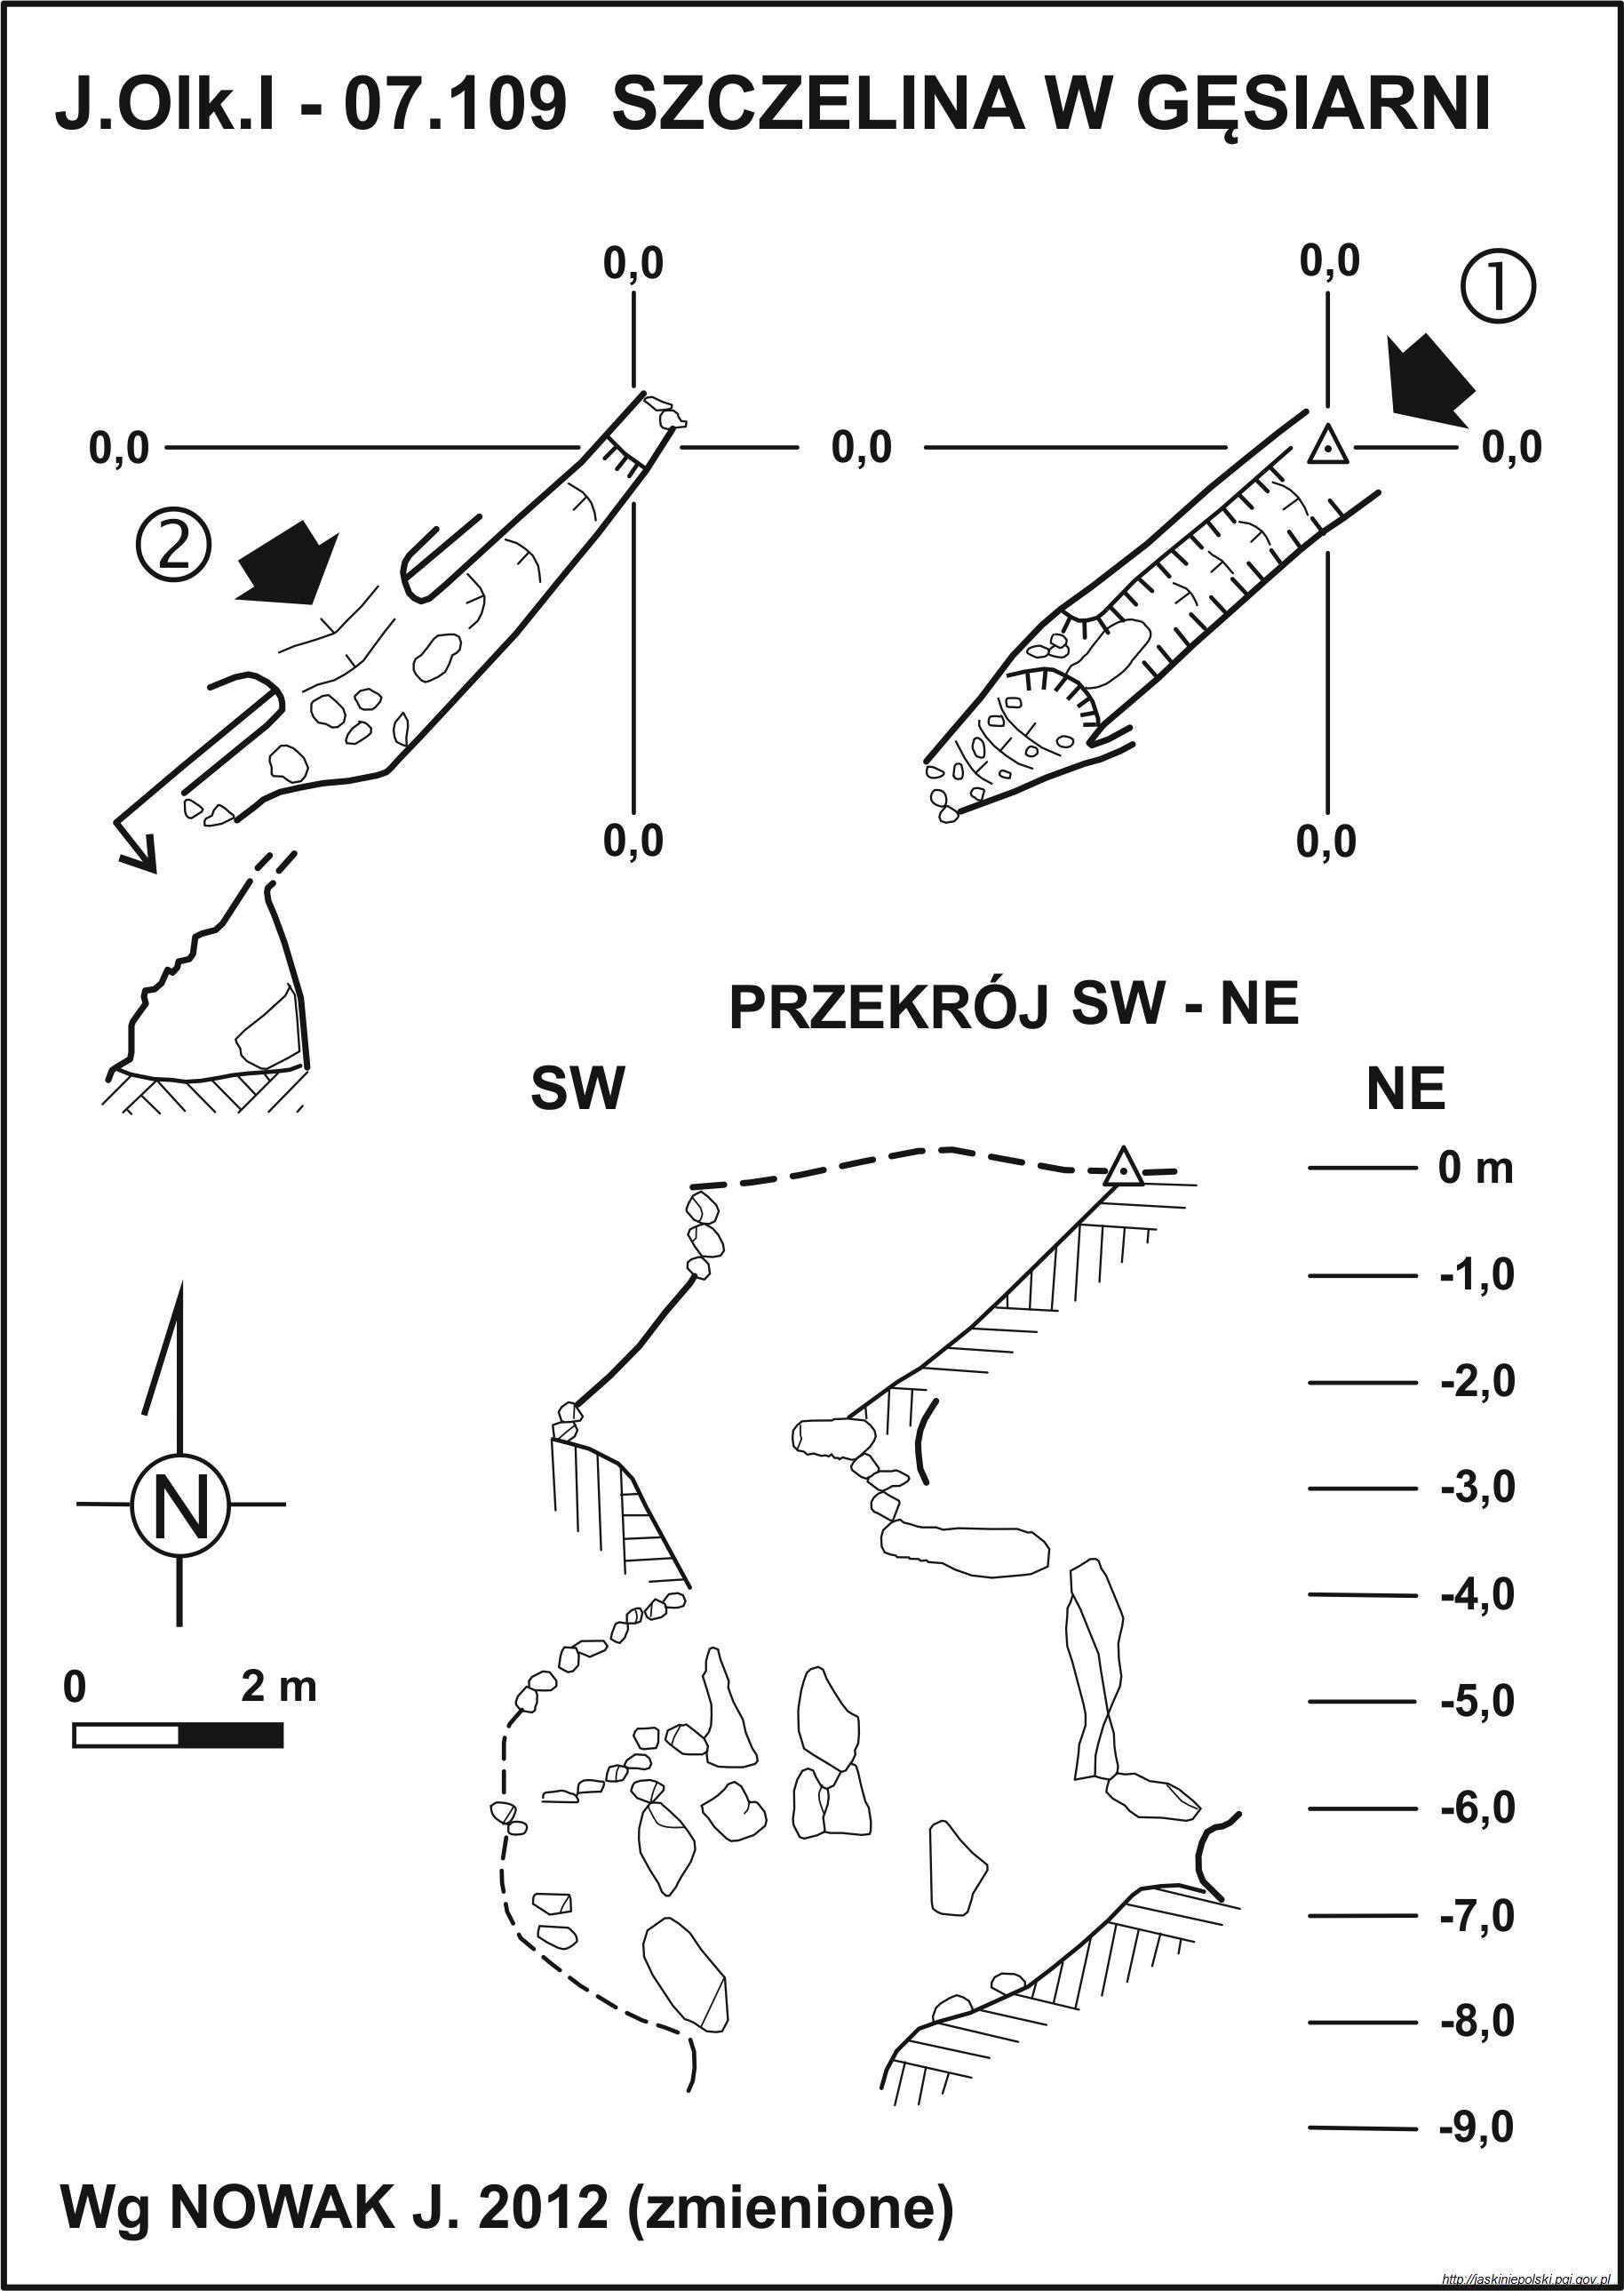 J.Olk.I - 07.109 SZCZELINA W GĘSIARNI
0,0
0,0
1
0,0
0,0
0,0
2
0,0
0,0
PRZEKRÓJ SW - NE
SW
NE
0 m
-1,0
-2,0
-3,0
N
-4,0
0
2 m
-5,0
-6,0
-7,0
-8,0
-9,0
Wg NOWAK J. 2012 (zmienione)
http://jaskiniepolski.pgi.gov.pl